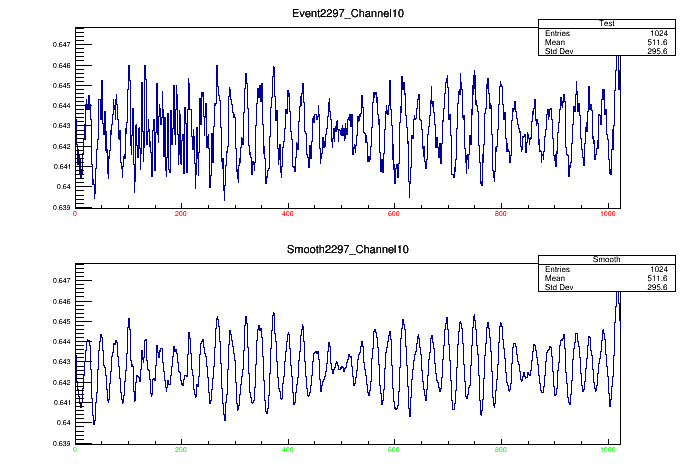 Event2297_Channel10
Test
Entries 1024
Mean 511.6
Std Dev 295.6
0.647
0.646
0.645
0.644
0.643
0.642
0.641
0.64
0.639
0 200 400 600 800 1000
Smooth2297_Channel10
Smooth
Entries 1024
Mean 511.6
Std Dev 295.6
0.647
0.646
0.645
0.644
0.643
0.642
0.641
0.64
0.639
0 200 400 600 800 1000